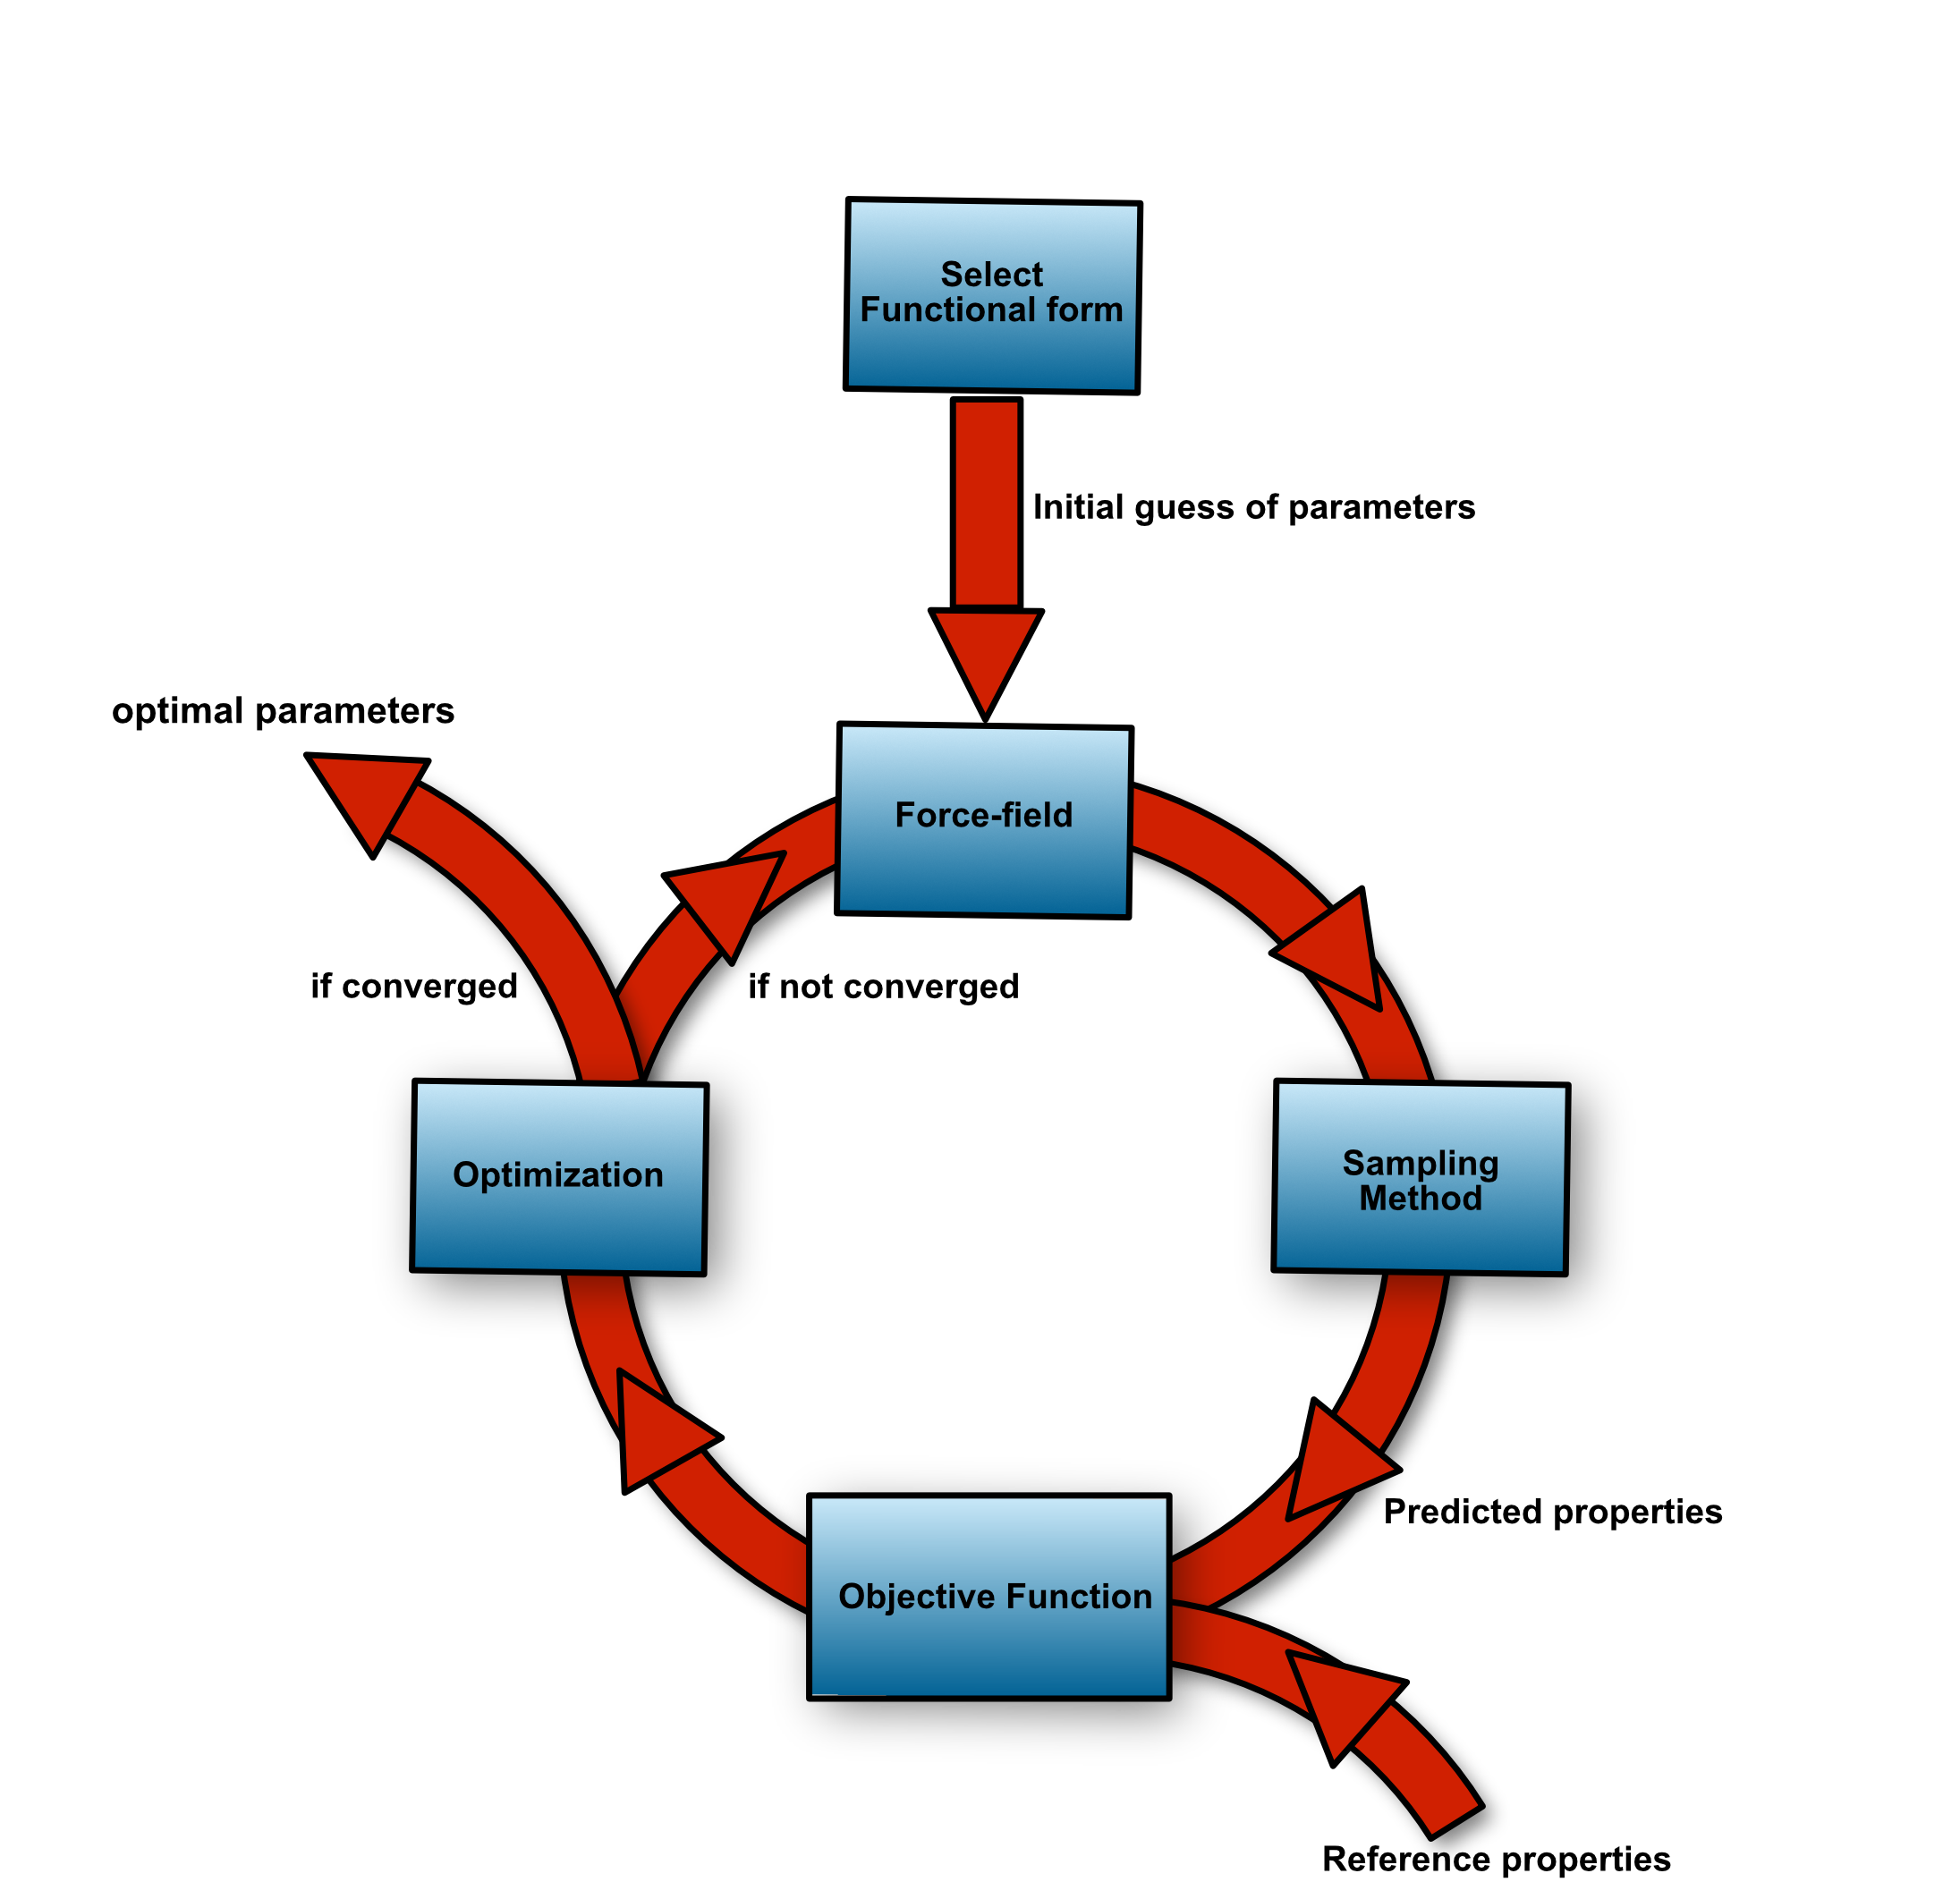 Select
Functional form
Initial guess of parameters
optimal parameters
Force-field
if converged
if not converged
Optimization
Sampling
Method
Predicted properties
Objective Function
Reference properties